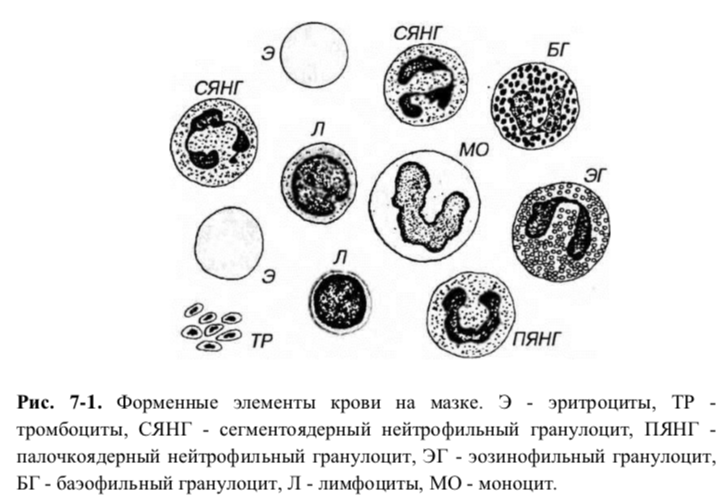 Э
СЯНГ
БГ
СЯНГ
Л
МО
ЭГ
Л
Э
ТР
ПЯНГ
Рис. 7-1. Форменные элементы крови на мазке. Э - эритроциты, ТР -
тромбоциты, СЯНГ - сегментоядерный нейтрофильный гранулоцит, ПЯНГ -
палочкоядерный нейтрофильный гранулоцит, ЭГ - эозинофильный гранулоцит,
БГ - базофильный гранулоцит, Л - лимфоциты, МО - моноцит.